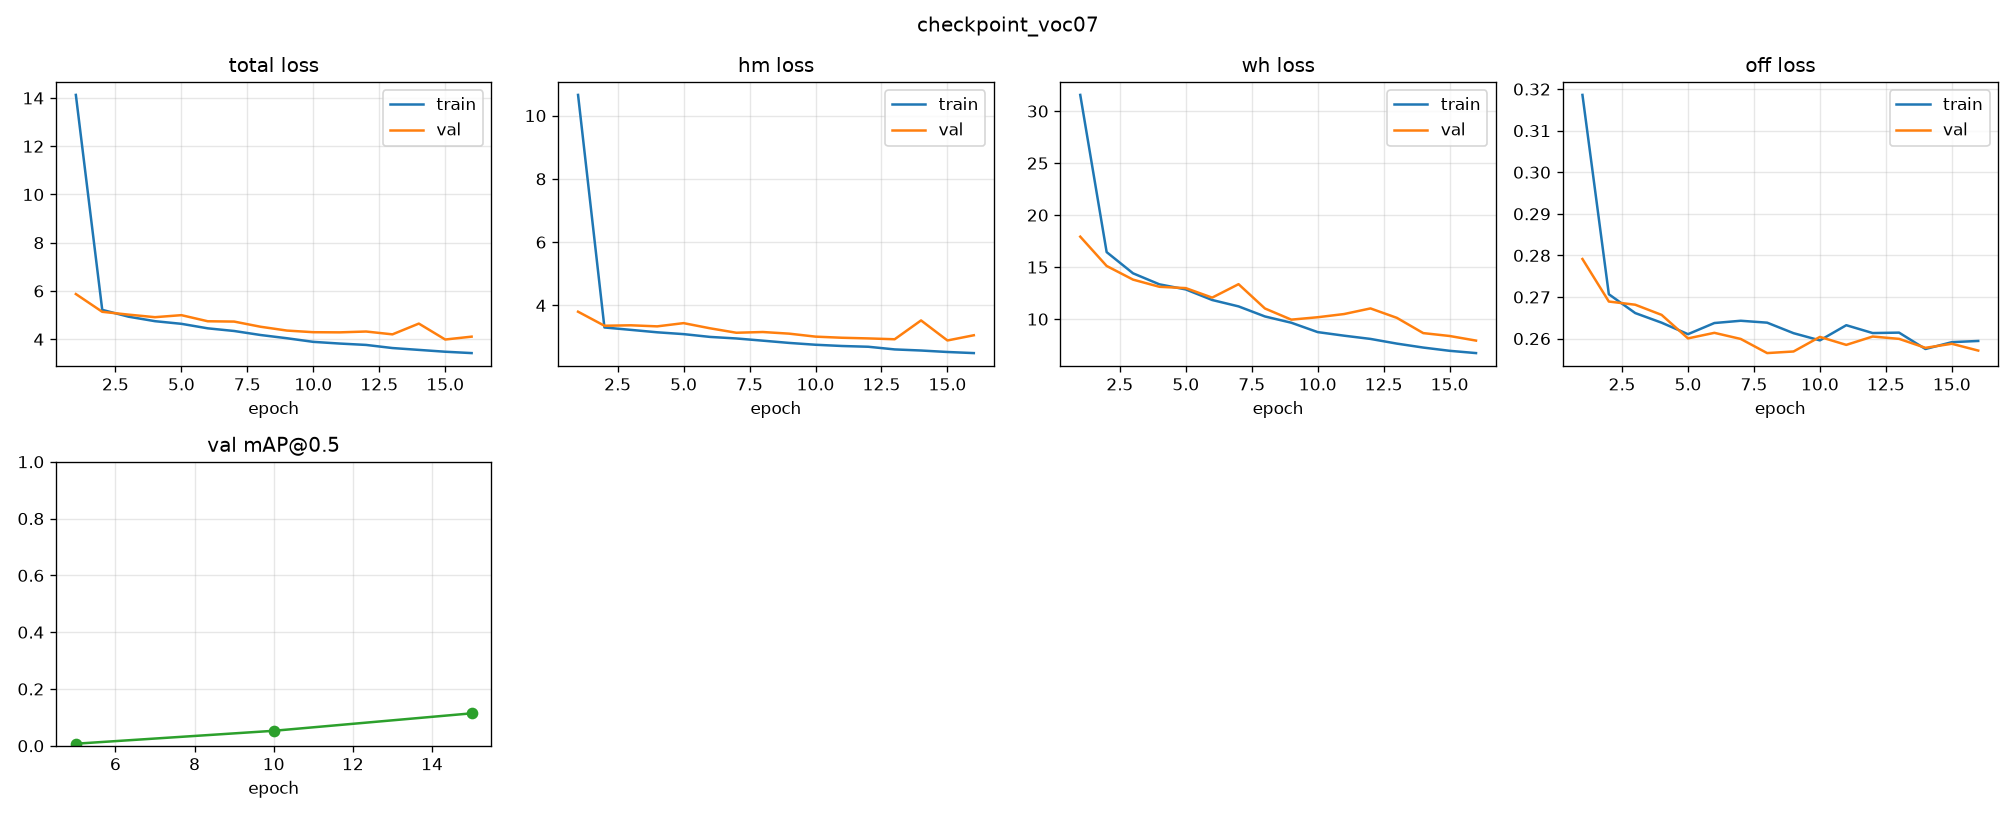 checkpoint_voc07
total loss
14
12
10
8
6
4
2.5 5.0 7.5 10.0 12.5 15.0
epoch
train
val
hm loss
10
8
6
4
2.5 5.0 7.5 10.0 12.5 15.0
epoch
train
val
wh loss
30
25
20
15
10
2.5 5.0 7.5 10.0 12.5 15.0
epoch
train
val
off loss
0.32
0.31
0.30
0.29
0.28
0.27
0.26
2.5 5.0 7.5 10.0 12.5 15.0
epoch
train
val
val mAP@0.5
1.0
0.8
0.6
0.4
0.2
0.0
6 8 10 12 14
epoch